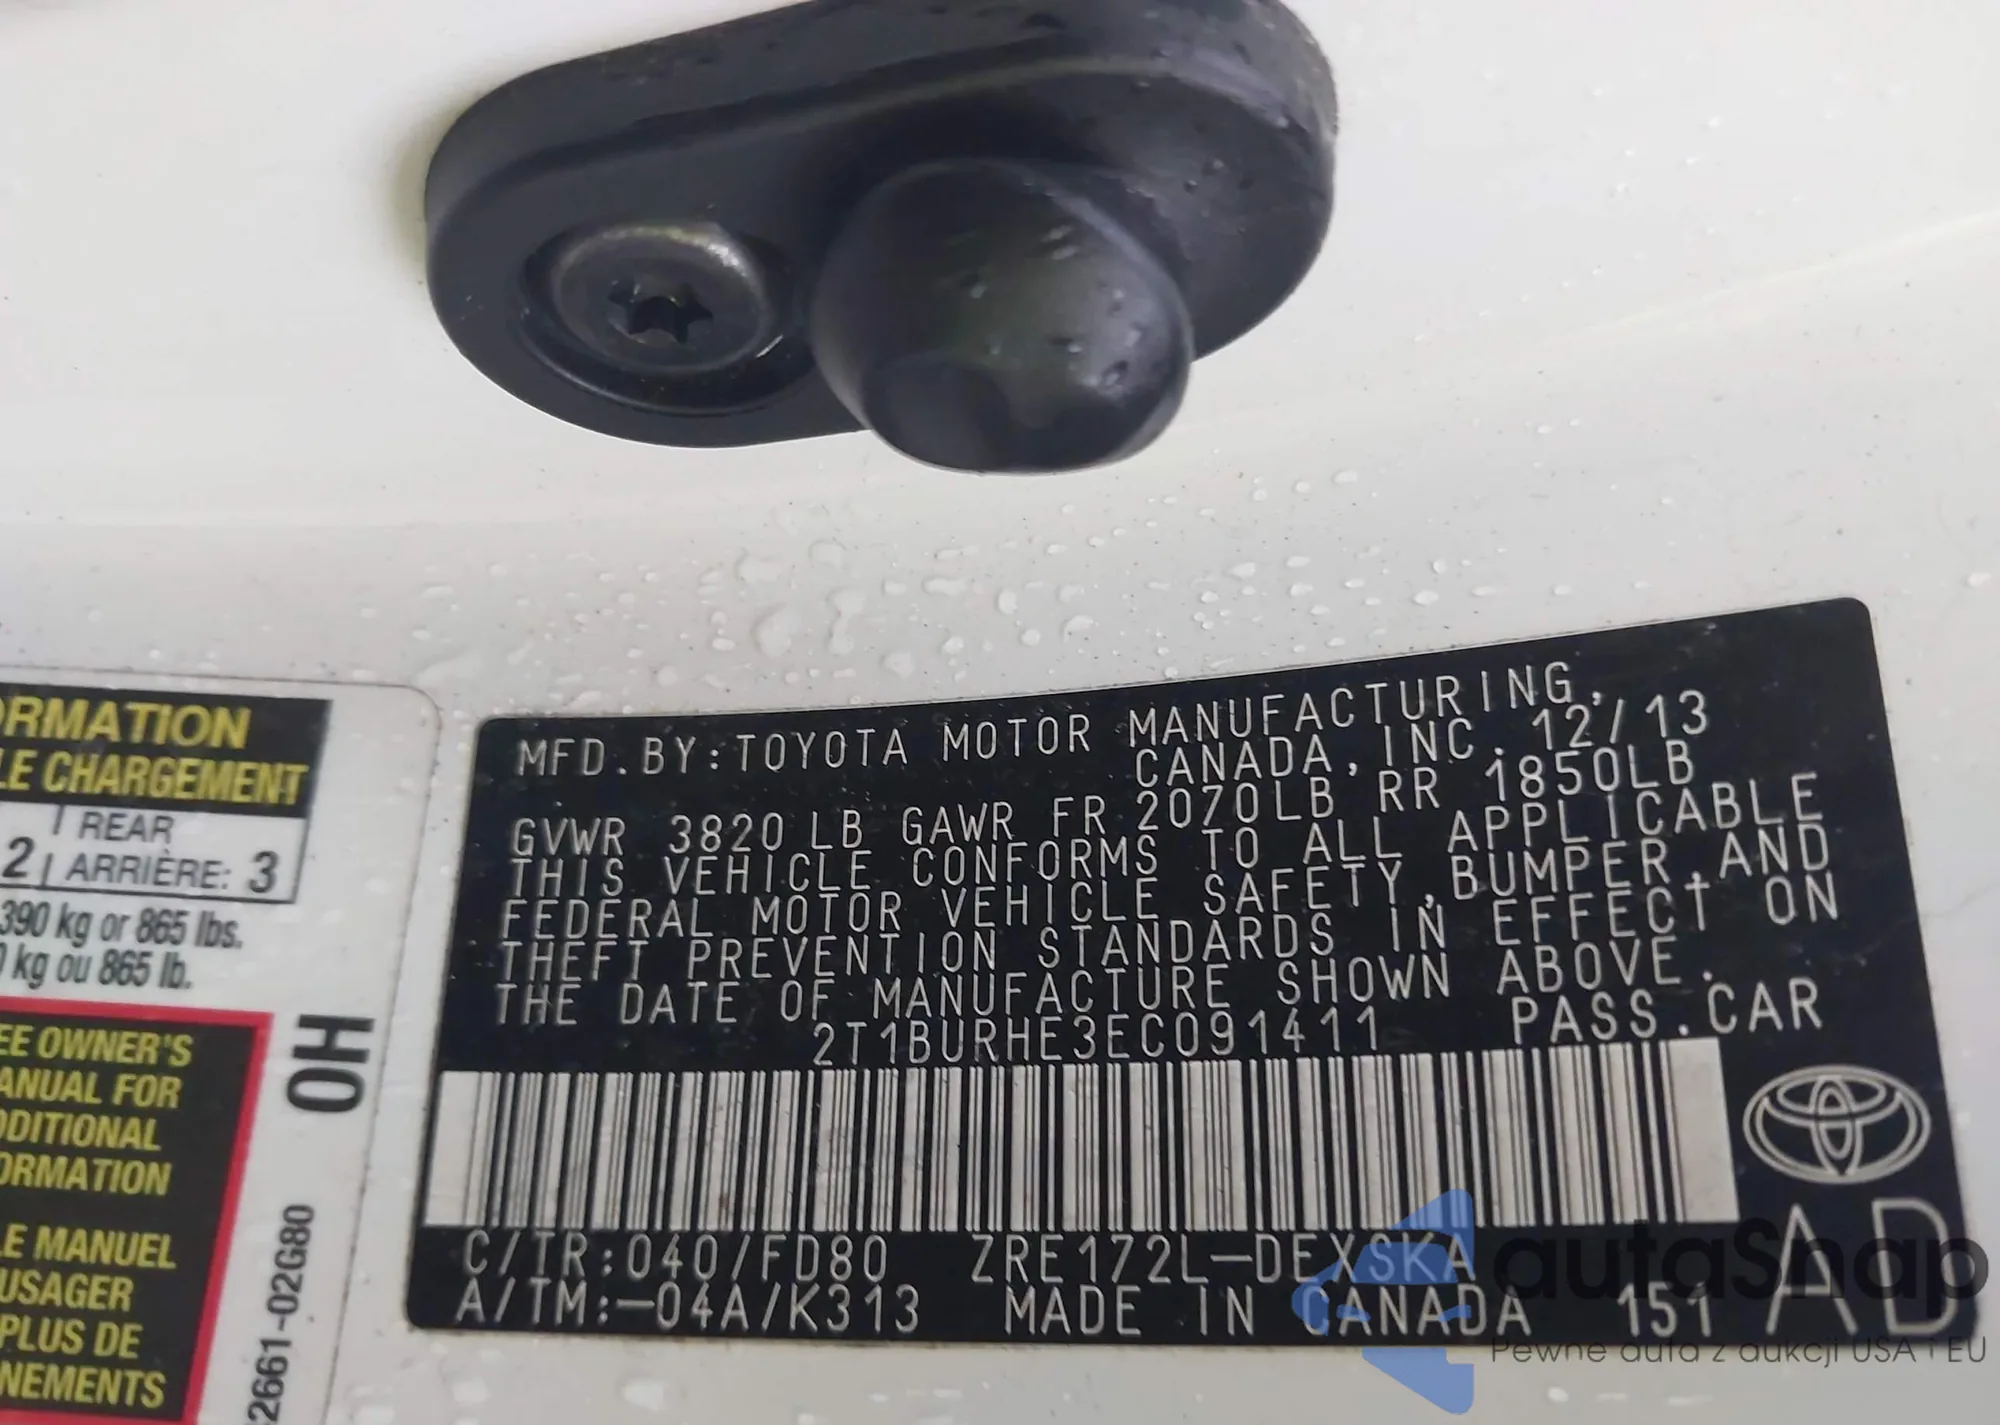 ORMATION
LE CHARGEMENT
REAR
2 ARRIÈRE: 3
390 kg or 865 lbs.
0 kg ou 865 lb.
EE OWNER'S
ANUAL FOR
DDITIONAL
ORMATION
LE MANUEL
USAGER
PLUS DE
NEMENTS
0H
2661-02G80
MFD.BY:TOYOTA MOTOR MANUFACTURING,
CANADA, INC. 12/13
GVWR 3820 LB GAWR FR 2070LB RR 1850LB
THIS VEHICLE CONFORMS TO ALL APPLICABLE
FEDERAL MOTOR VEHICLE SAFETY,BUMPER,AND
THEFT PREVENTION STANDARDS IN EFFECT ON
THE DATE OF MANUFACTURE SHOWN ABOVE.
2T1BURHE3EC091411 PASS.CAR
C/TR:040/FD80 ZRE172L-DEXSKA
A/TM:-04A/K313 MADE IN CANADA 151
AD
autaSnap
Pewne auta z aukcji USA i EU